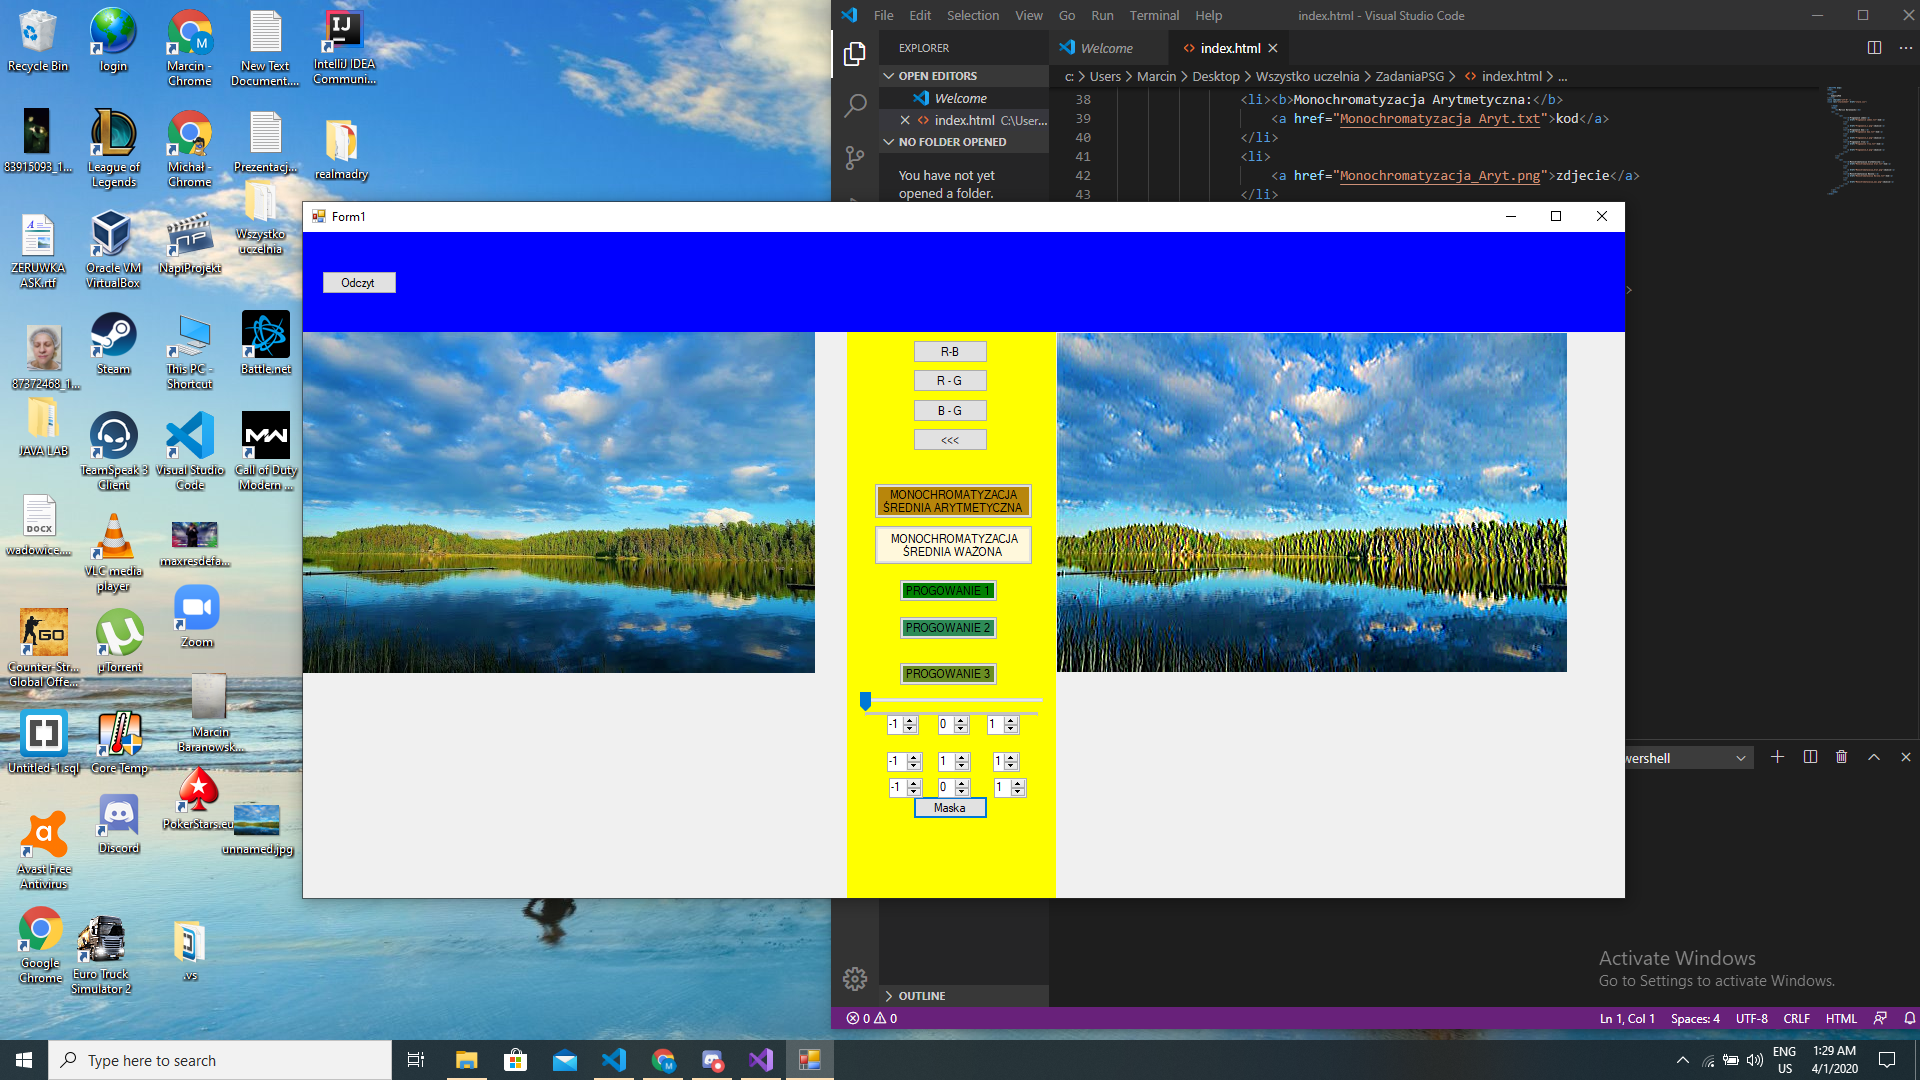 Recycle Bin
login
Marcin -
Chrome
New Text
Document....
IntelliJ IDEA
Communi...
83915093_1...
League of
Legends
Michał -
Chrome
Prezentacj...
realmadry
ZERUWKA
ASK.rtf
Oracle VM
VirtualBox
NapiProjekt
Wszystko
uczelnia
87372468_1...
Steam
This PC -
Shortcut
Battle.net
JAVA LAB
TeamSpeak 3
Client
Visual Studio
Code
Call of Duty
Modern ...
wadowice....
VLC media
player
maxresdefa...
Counter-Str...
Global Offe...
µTorrent
Zoom
Untitled-1.sql
Core Temp
Marcin
Baranowsk...
Avast Free
Antivirus
Discord
PokerStars.eu
unnamed.jpg
Google
Chrome
Euro Truck
Simulator 2
.vs
File Edit Selection View Go Run Terminal Help
index.html - Visual Studio Code
EXPLORER
Welcome
index.html
OPEN EDITORS
Welcome
index.html C:\User...
NO FOLDER OPENED
You have not yet
opened a folder.
c: > Users > Marcin > Desktop > Wszystko uczelnia > ZadaniaPSG > index.html > ...
38 <li><b>Monochromatyzacja Arytmetyczna:</b>
39 <a href="Monochromatyzacja Aryt.txt">kod</a>
40 </li>
41 <li>
42 <a href="Monochromatyzacja_Aryt.png">zdjecie</a>
43 </li>
Form1
Odczyt
R-B
R - G
B - G
<<<
MONOCHROMATYZACJA
ŚREDNIA ARYTMETYCZNA
MONOCHROMATYZACJA
ŚREDNIA WAŻONA
PROGOWANIE 1
PROGOWANIE 2
PROGOWANIE 3
-1 0 1
-1 1 1
-1 0 1
Maska
>
wershell
OUTLINE
Activate Windows
Go to Settings to activate Windows.
0 0
Ln 1, Col 1 Spaces: 4 UTF-8 CRLF HTML
Type here to search
ENG
US
1:29 AM
4/1/2020